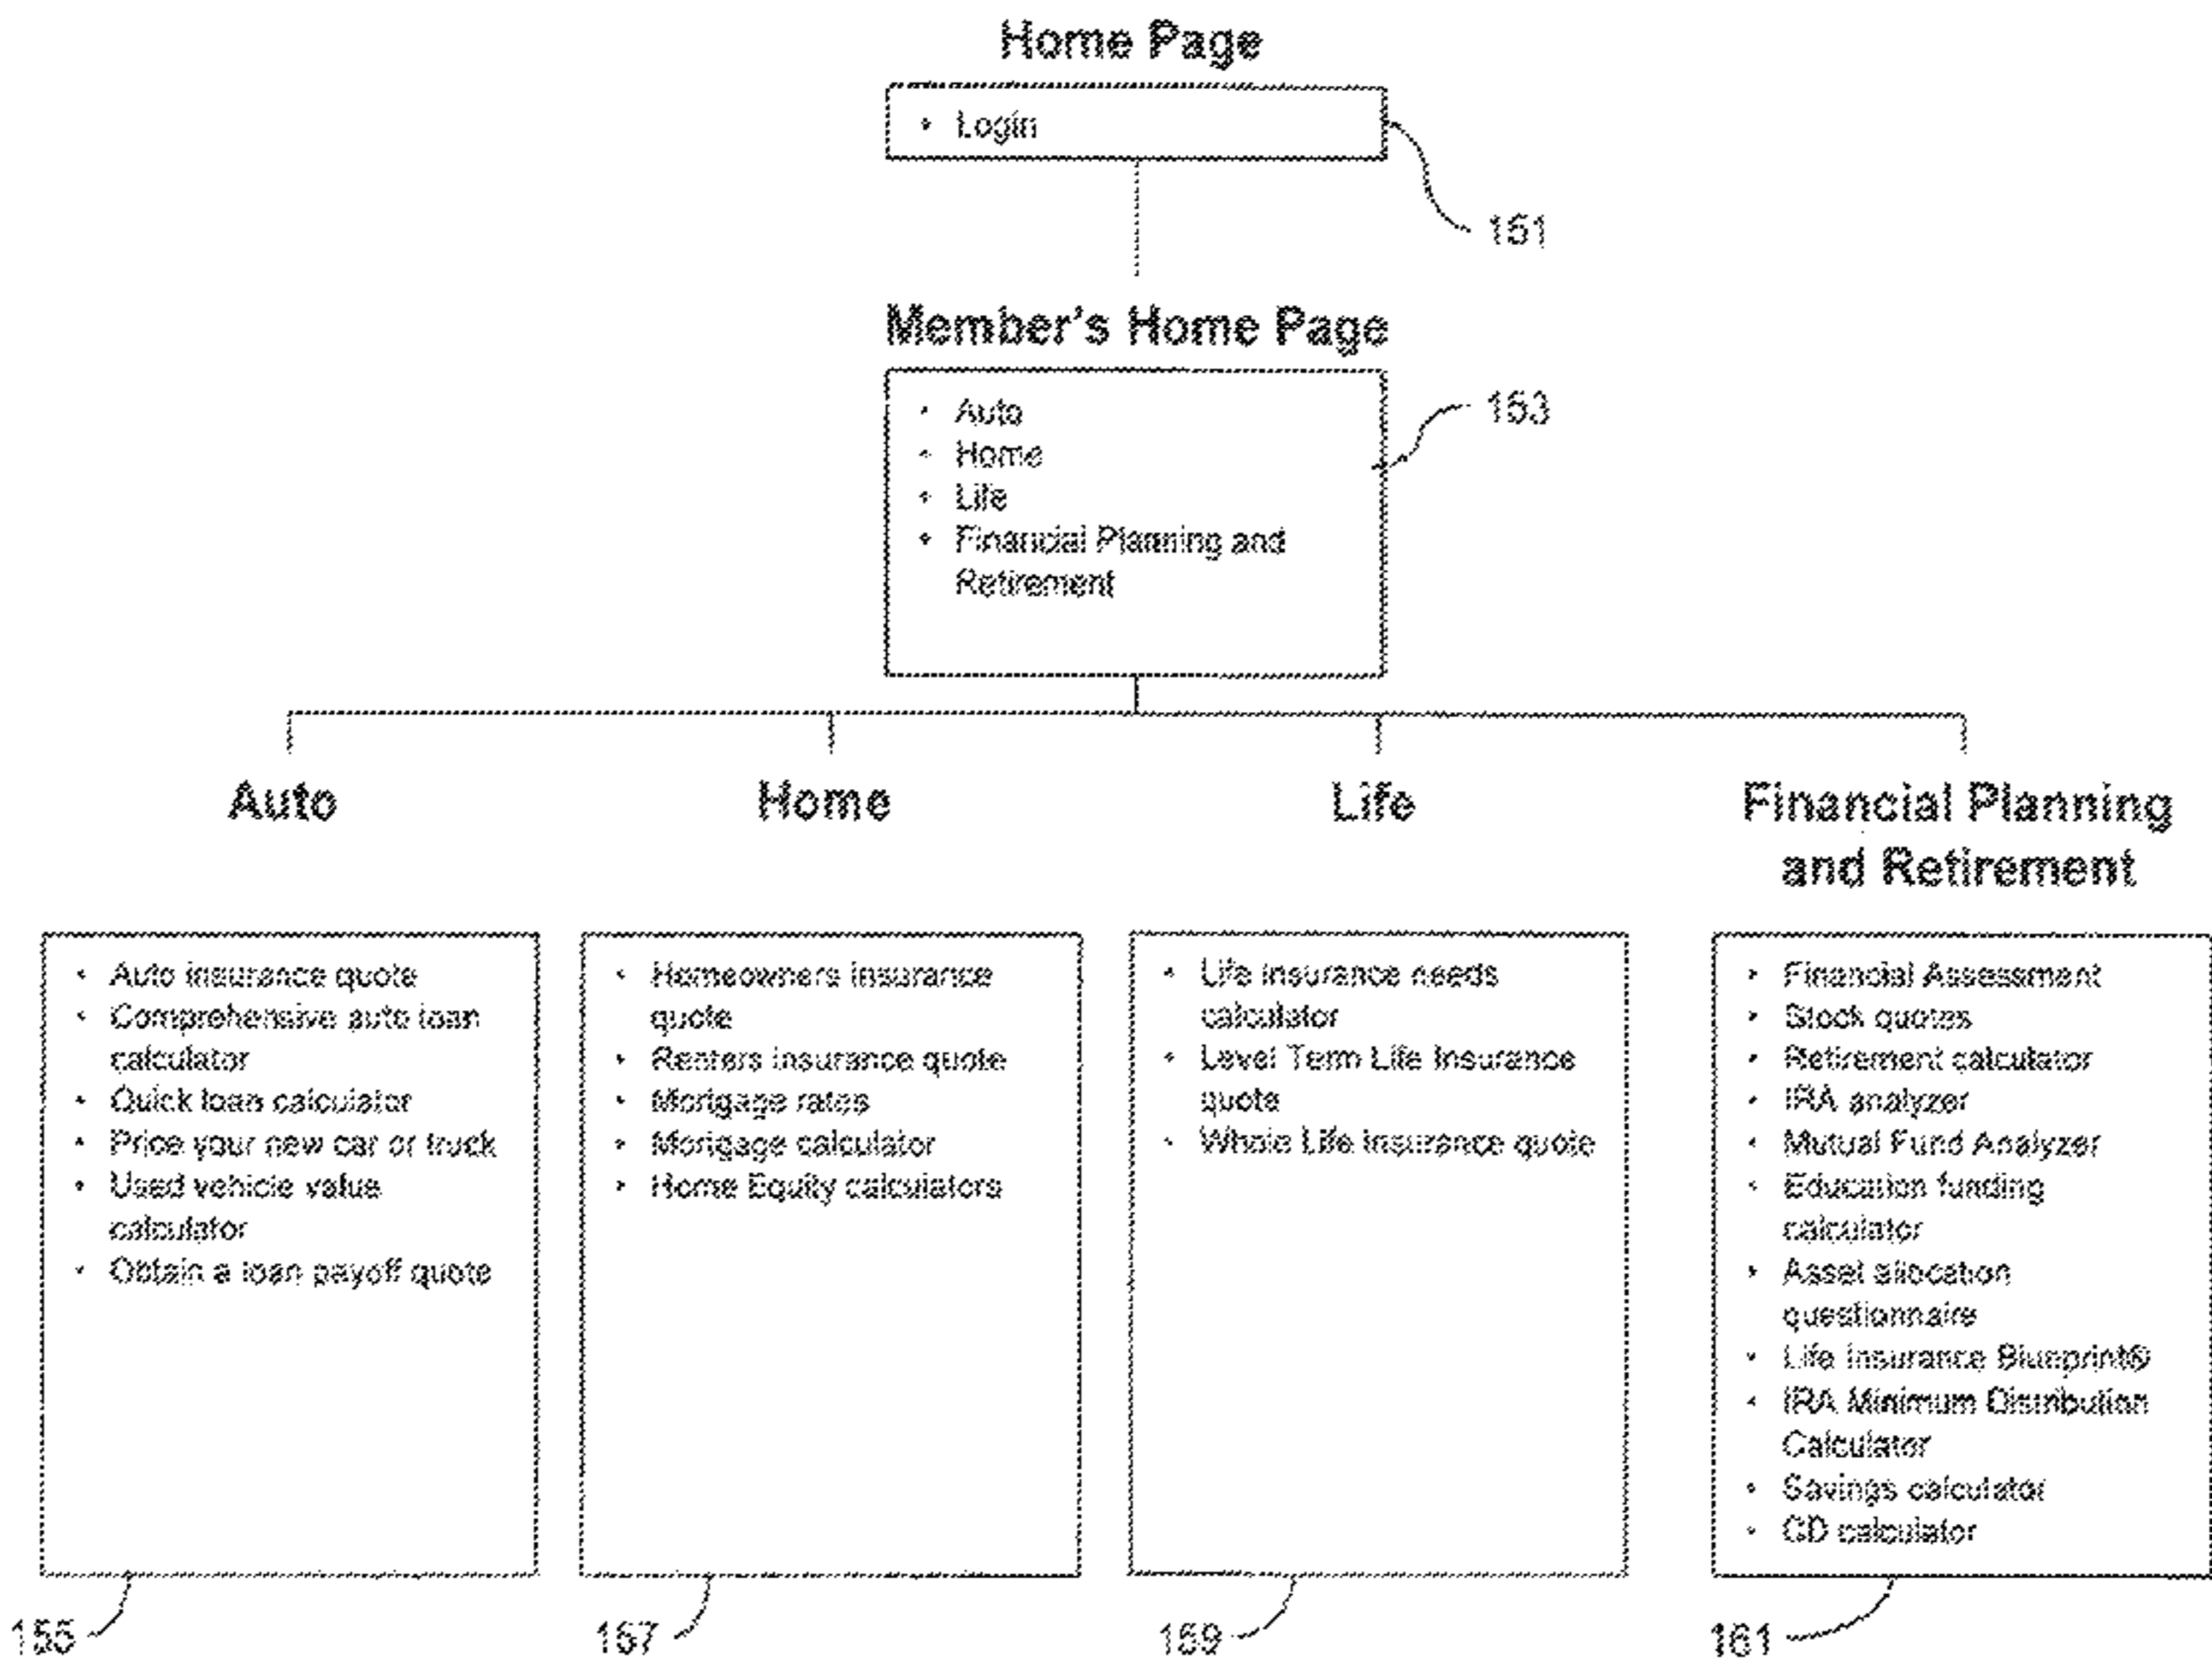 Home Page
• Login
151
Member's Home Page
• Auto
• Home
• Life
• Financial Planning and
Retirement
153
Auto
Home
Life
Financial Planning
and Retirement
• Auto insurance quote
• Comprehensive auto loan
calculator
• Quick loan calculator
• Price your new car or truck
• Used vehicle value
calculator
• Obtain a loan payoff quote
155
• Homeowners insurance
quote
• Renters insurance quote
• Mortgage rates
• Mortgage calculator
• Home Equity calculators
157
• Life insurance needs
calculator
• Level Term Life Insurance
quote
• Whole Life insurance quote
159
• Financial Assessment
• Stock quotes
• Retirement calculator
• IRA analyzer
• Mutual Fund Analyzer
• Education funding
calculator
• Asset allocation
questionnaire
• Life Insurance Blueprint®
• IRA Minimum Distribution
Calculator
• Savings calculator
• CD calculator
161